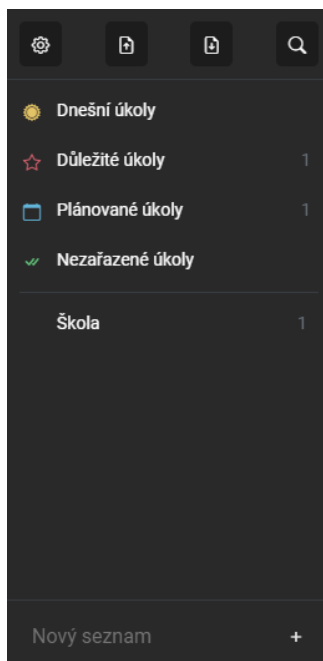 Dnešní úkoly
Důležité úkoly 1
Plánované úkoly 1
Nezařazené úkoly
Škola 1
Nový seznam +